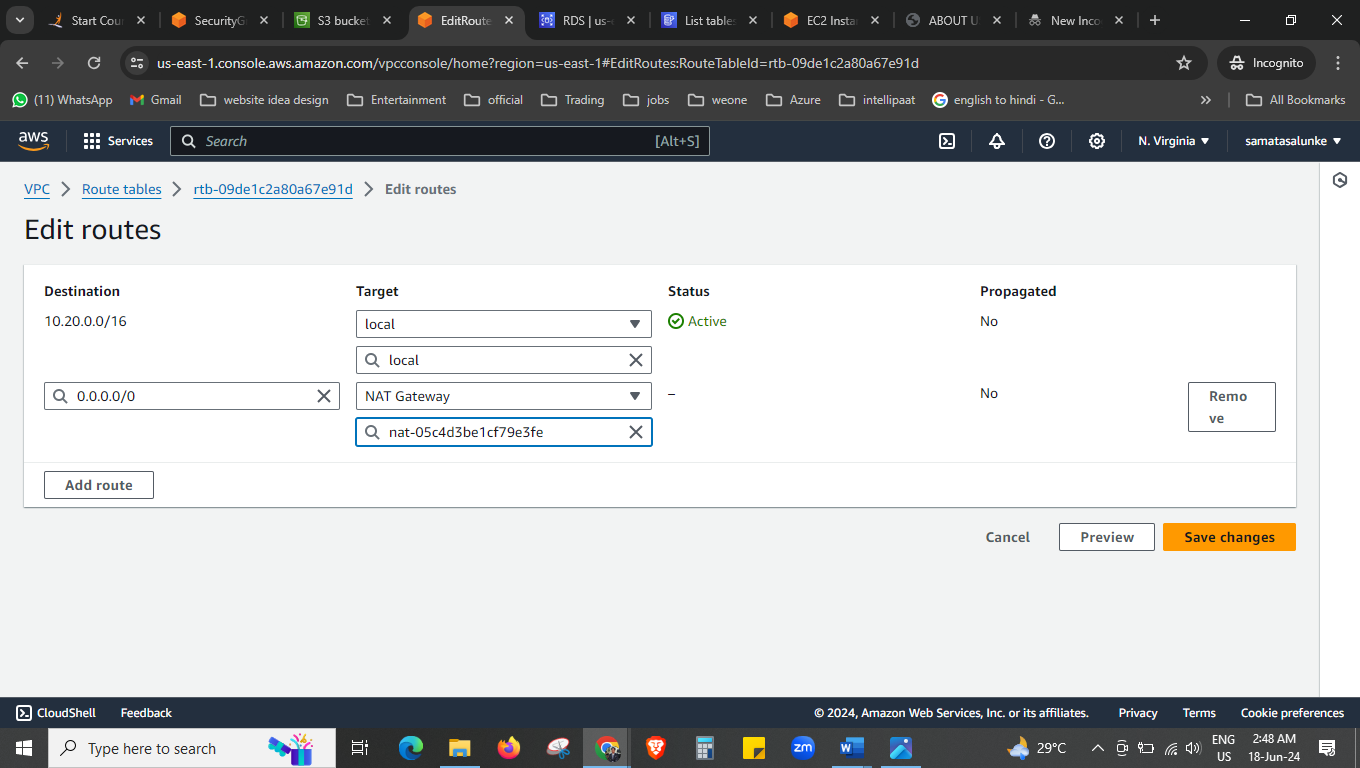 Start Cour
SecurityG
S3 bucket
EditRoute
RDS | us-e
List tables
EC2 Insta
ABOUT U
New Inco
us-east-1.console.aws.amazon.com/vpcconsole/home?region=us-east-1#EditRoutes:RouteTableId=rtb-09de1c2a80a67e91d
Incognito
(11) WhatsApp
Gmail
website idea design
Entertainment
official
Trading
jobs
weone
Azure
intellipaat
english to hindi - G...
All Bookmarks
aws
Services
Search
[Alt+S]
N. Virginia
samatasalunke
VPC
Route tables
rtb-09de1c2a80a67e91d
Edit routes
Edit routes
Destination
Target
Status
Propagated
10.20.0.0/16
local
Active
No
local
0.0.0.0/0
NAT Gateway
–
No
Remo
ve
nat-05c4d3be1cf79e3fe
Add route
Cancel
Preview
Save changes
CloudShell
Feedback
© 2024, Amazon Web Services, Inc. or its affiliates.
Privacy
Terms
Cookie preferences
Type here to search
zm
29°C
ENG
US
2:48 AM
18-Jun-24